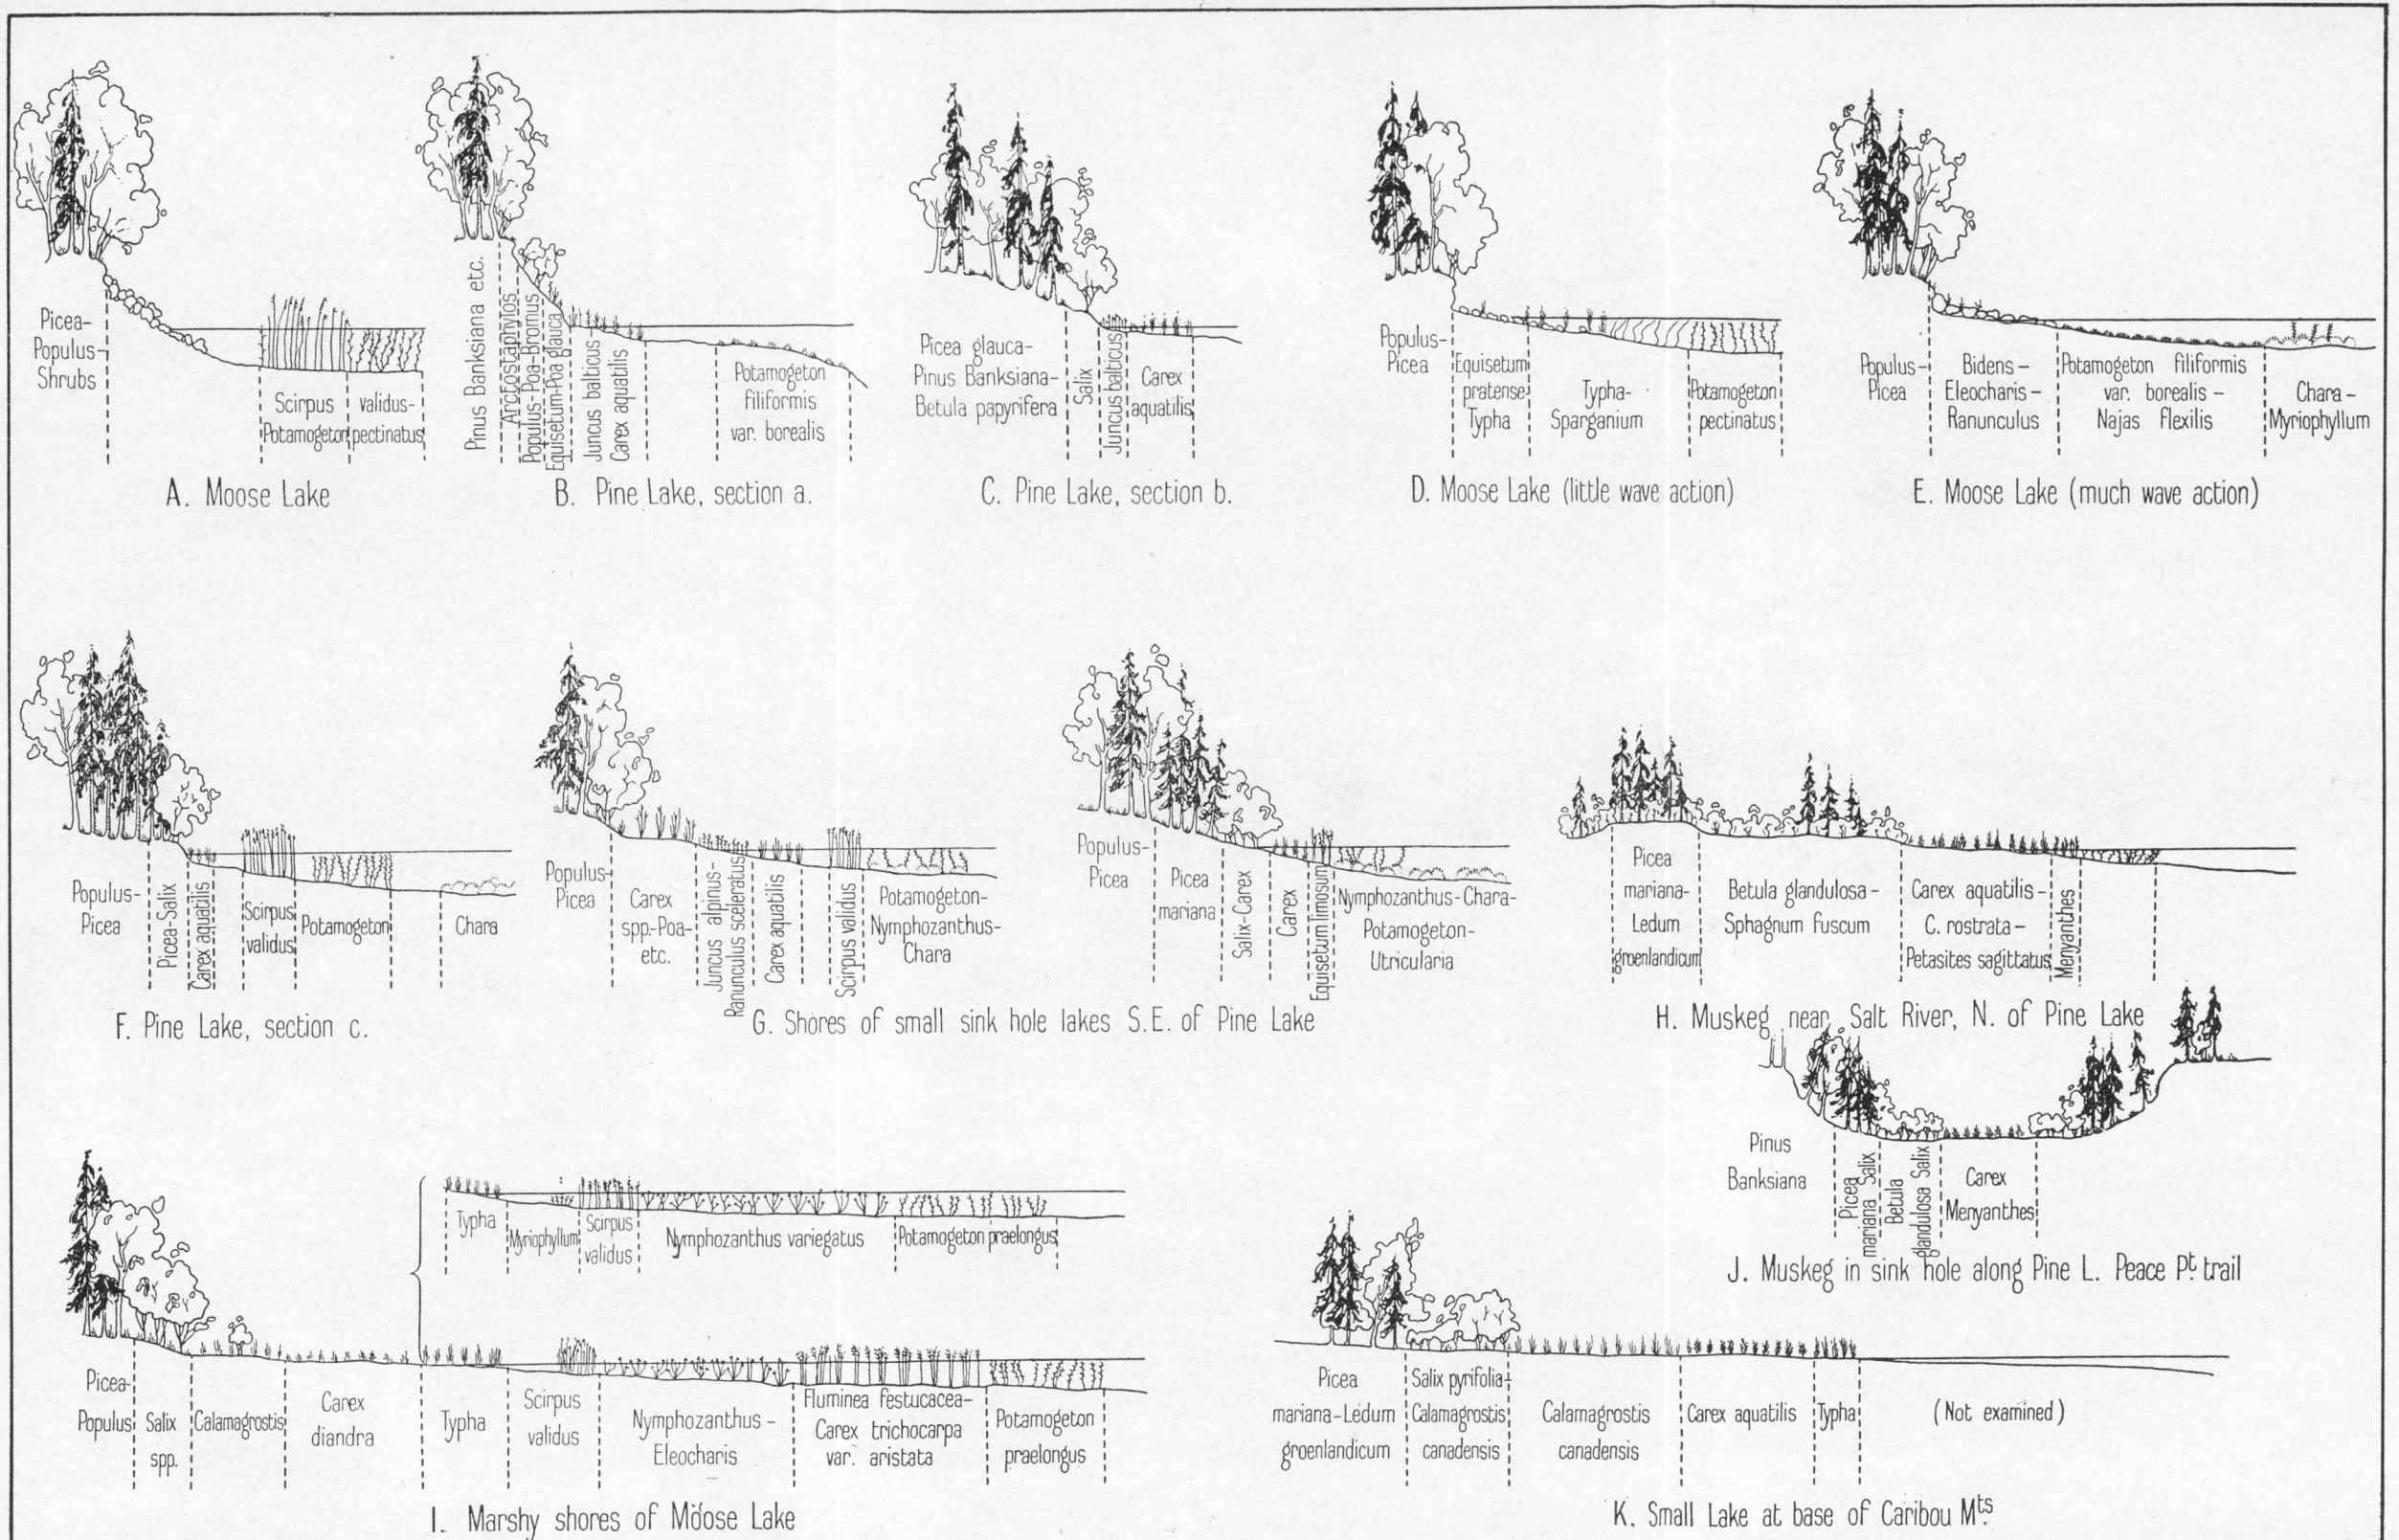 Picea-
Populus-
Shrubs
Scirpus validus-
Potamogeton pectinatus
A. Moose Lake
Pinus Banksiana etc.
Arctostaphylos
Populus-Poa-Bromus
Equisetum-Poa glauca
Juncus balticus
Carex aquatilis
Potamogeton
filiformis
var. borealis
B. Pine Lake, section a.
Picea glauca-
Pinus Banksiana-
Betula papyrifera
Salix
Juncus balticus
Carex
aquatilis
C. Pine Lake, section b.
Populus-
Picea
Equisetum
pratense-
Typha
Typha-
Sparganium
Potamogeton
pectinatus
D. Moose Lake (little wave action)
Populus-
Picea
Bidens-
Eleocharis-
Ranunculus
Potamogeton filiformis
var. borealis-
Najas flexilis
Chara-
Myriophyllum
E. Moose Lake (much wave action)
Populus-
Picea
Picea-Salix
Carex aquatilis
Scirpus
validus
Potamogeton
Chara
F. Pine Lake, section c.
Populus-
Picea
Carex
spp.-Poa-
etc.
Juncus alpinus-
Ranunculus sceleratus
Carex aquatilis
Scirpus validus
Potamogeton-
Nymphozanthus-
Chara
Populus-
Picea
Picea
mariana
Salix-Carex
Carex
Equisetum limosum
Nymphozanthus-Chara-
Potamogeton-
Utricularia
G. Shores of small sink hole lakes S.E. of Pine Lake
Picea
mariana-
Ledum
groenlandicum
Betula glandulosa-
Sphagnum fuscum
Carex aquatilis-
C. rostrata-
Petasites sagittatus
Menyanthes
H. Muskeg near Salt River, N. of Pine Lake
Pinus
Banksiana
Picea
mariana Salix
Betula
glandulosa Salix
Carex
Menyanthes
J. Muskeg in sink hole along Pine L. Peace Pt. trail
Typha
Myriophyllum
Scirpus
validus
Nymphozanthus variegatus
Potamogeton praelongus
Picea-
Populus
Salix
spp.
Calamagrostis
Carex
diandra
Typha
Scirpus
validus
Nymphozanthus-
Eleocharis
Fluminea festucacea-
Carex trichocarpa
var. aristata
Potamogeton
praelongus
I. Marshy shores of Moose Lake
Picea
mariana-Ledum
groenlandicum
Salix pyrifolia-
Calamagrostis
canadensis
Calamagrostis
canadensis
Carex aquatilis
Typha
(Not examined)
K. Small Lake at base of Caribou Mts.